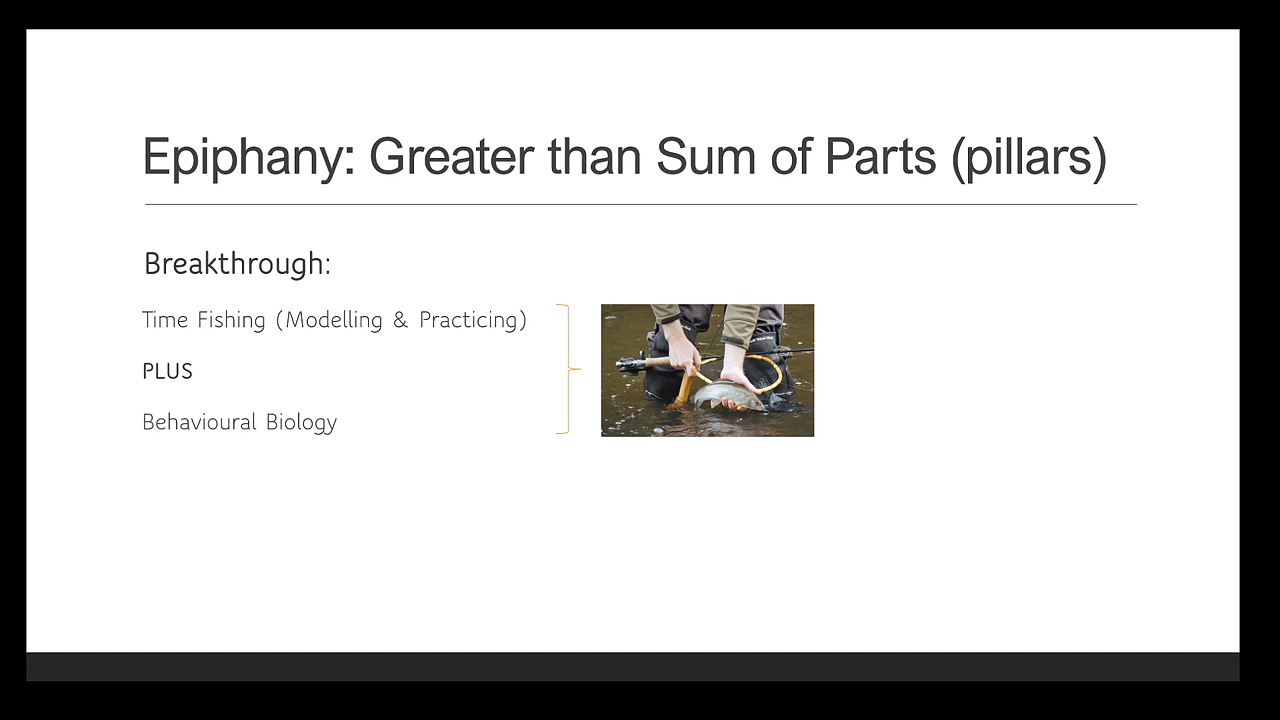 Epiphany: Greater than Sum of Parts (pillars)
Breakthrough:
Time Fishing (Modelling & Practicing)
PLUS
Behavioural Biology